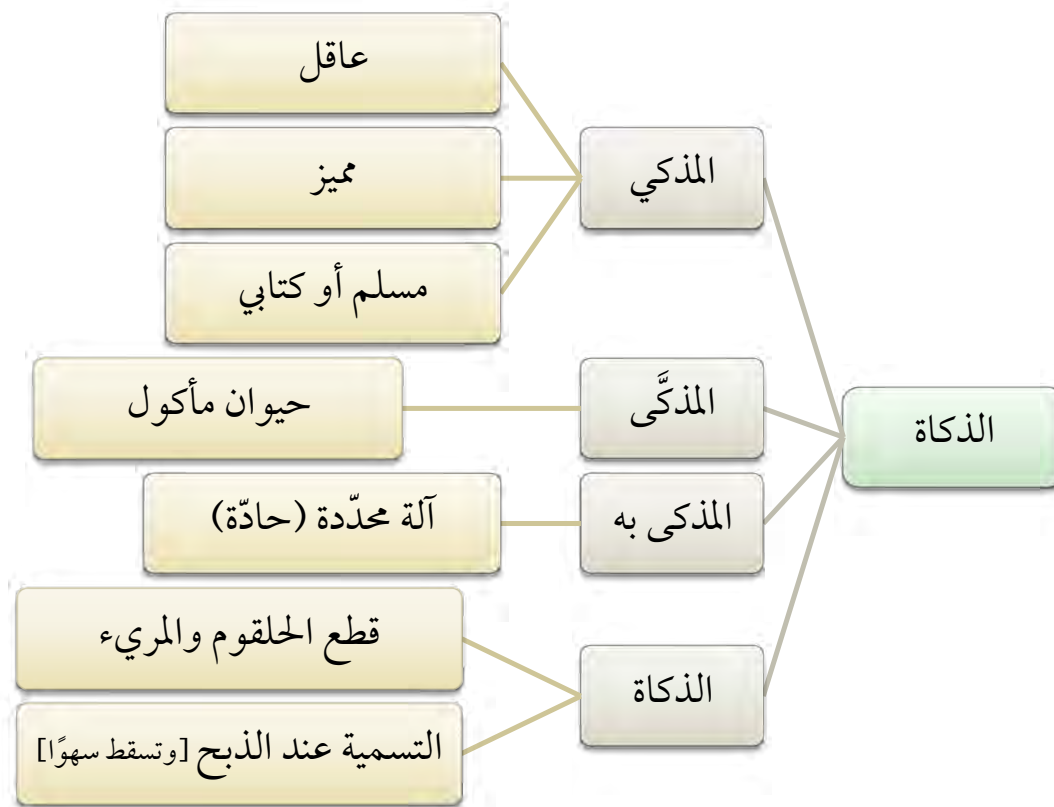 الذكاة
المذكي
عاقل
مميز
مسلم أو كتابي
المذكَّى
حيوان مأكول
المذكى به
آلة محدّدة (حادّة)
الذكاة
قطع الحلقوم والمريء
التسمية عند الذبح [وتسقط سهوًا]